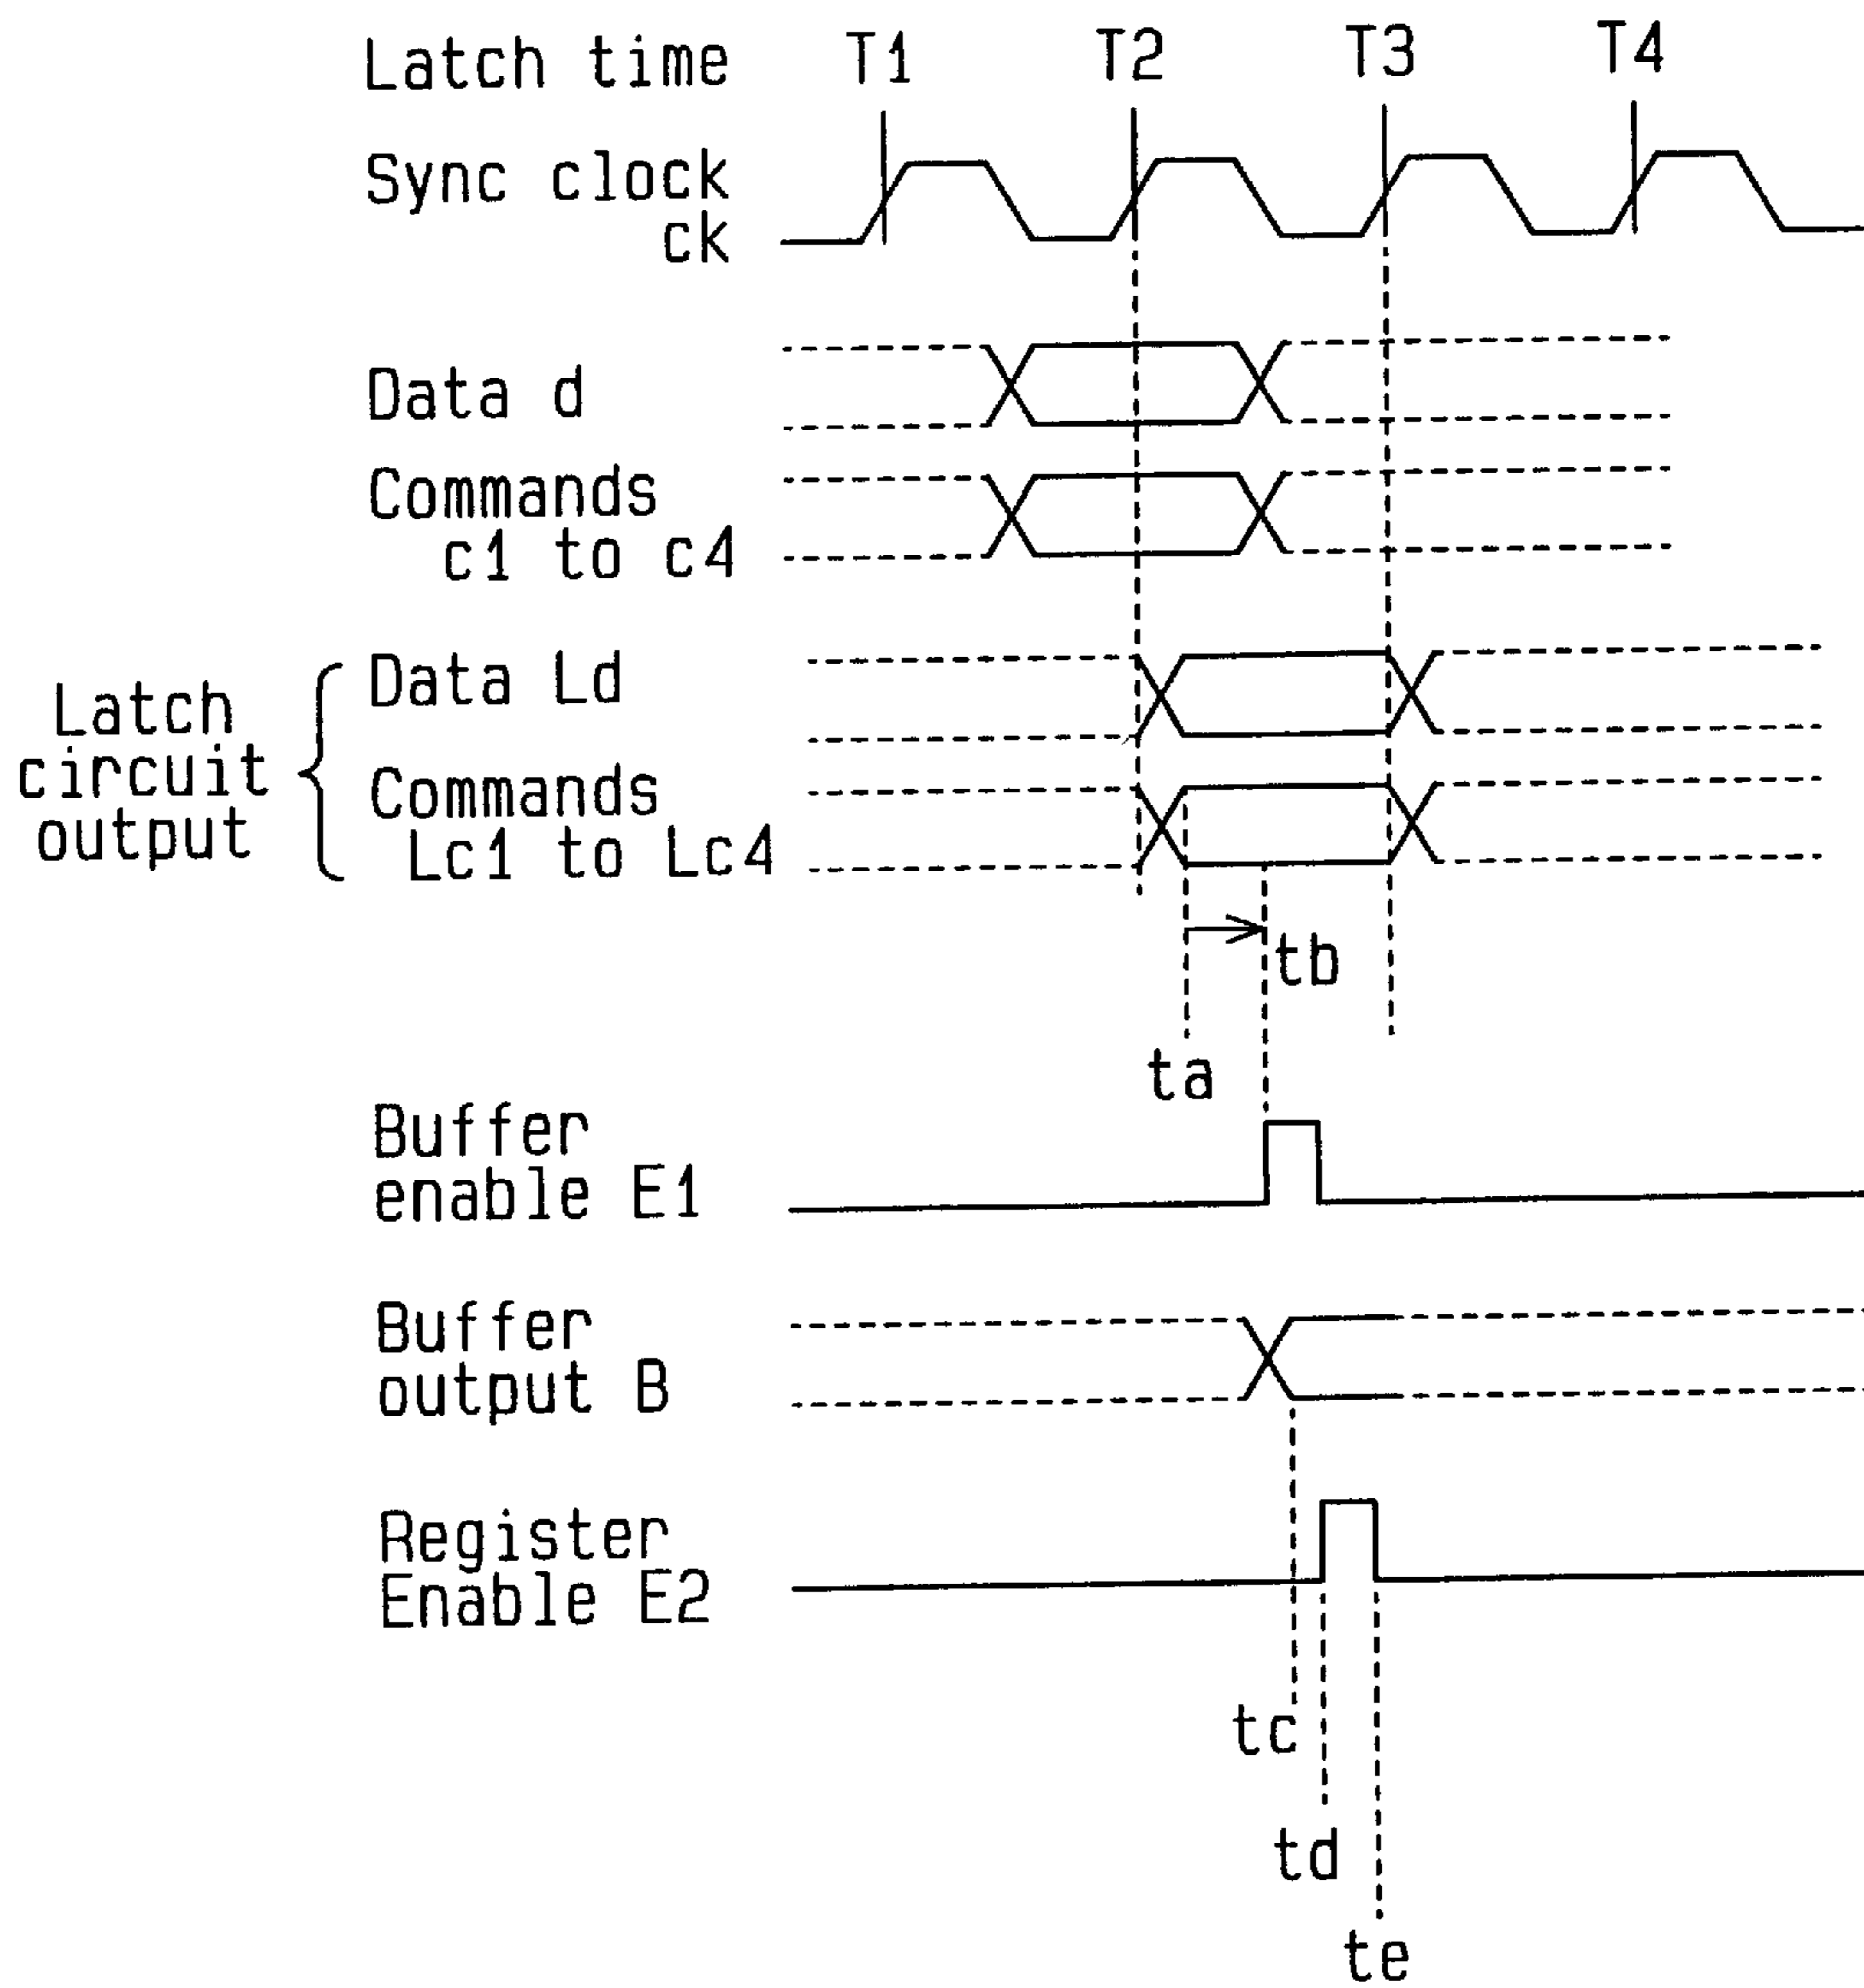 Latch time T1 T2 T3 T4
Sync clock
ck
Data d
Commands
c1 to c4
Latch
circuit
output
Data Ld
Commands
Lc1 to Lc4
tb
ta
Buffer
enable E1
Buffer
output B
Register
Enable E2
tc
td
te